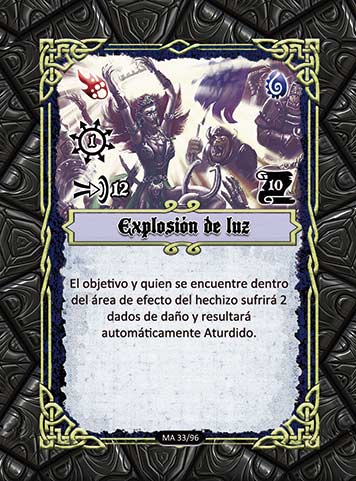 1
12
10
Explosión de luz
El objetivo y quien se encuentre dentro
del área de efecto del hechizo sufrirá 2
dados de daño y resultará
automáticamente Aturdido.
MA 33/96